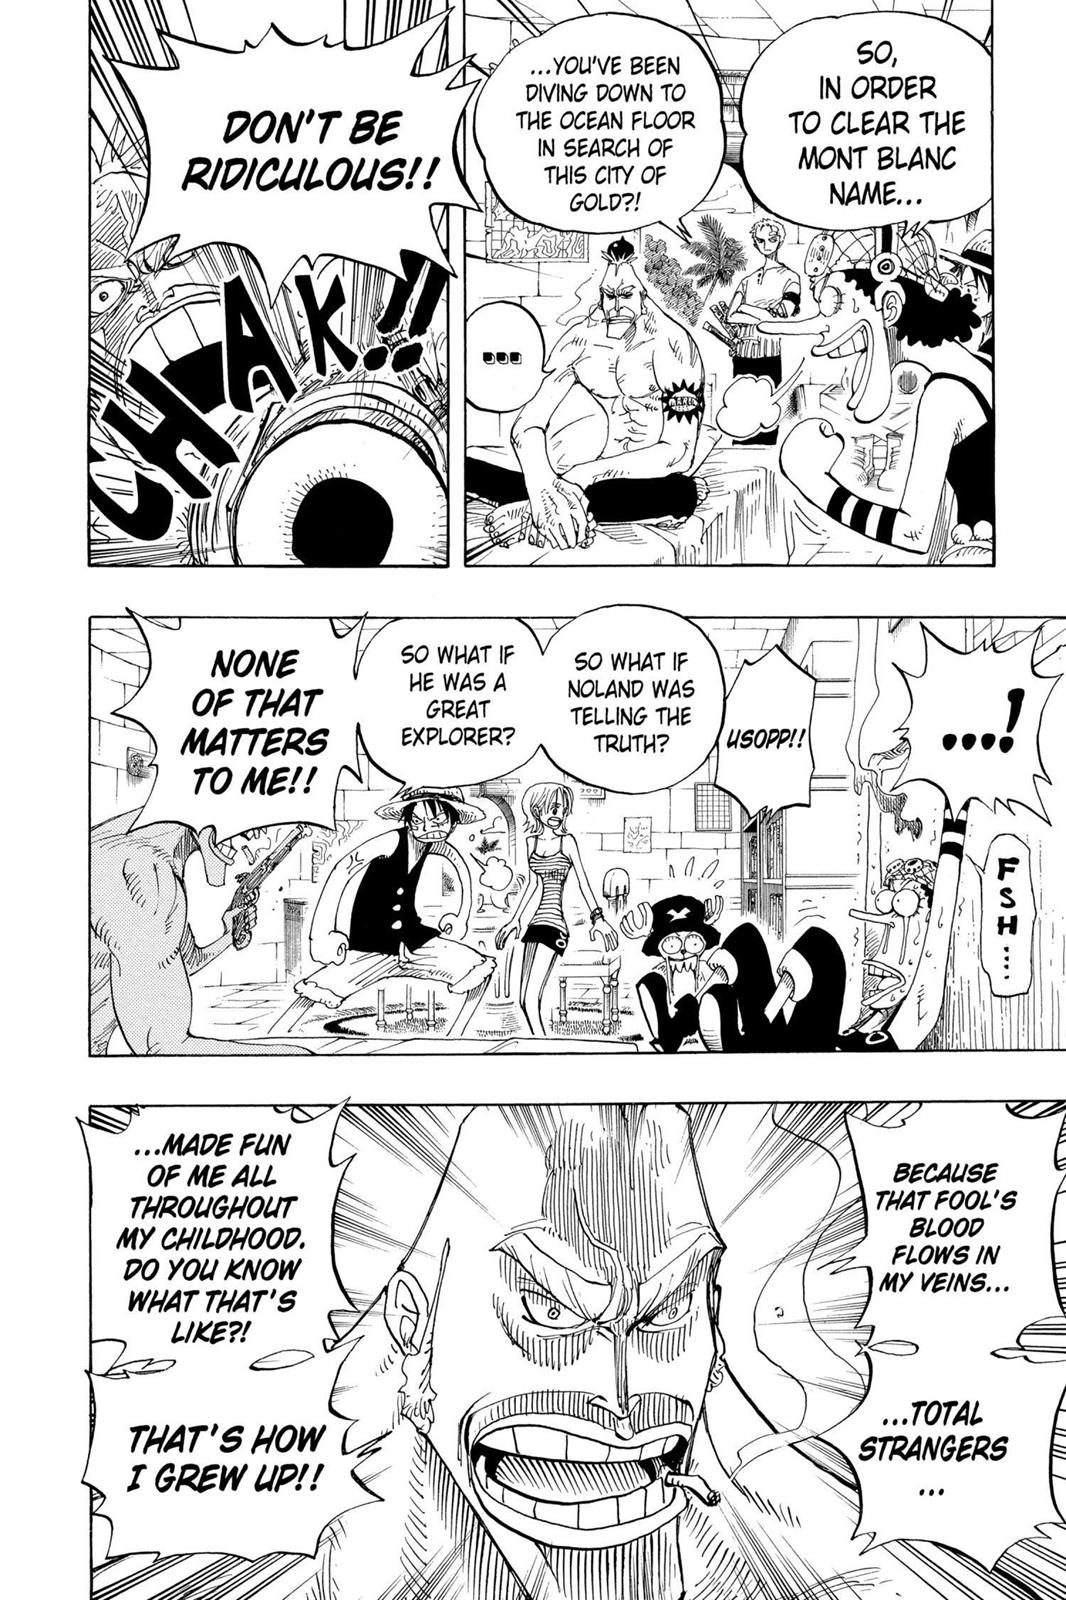 SO,
IN ORDER
TO CLEAR THE
MONT BLANC
NAME...
...YOU'VE BEEN
DIVING DOWN TO
THE OCEAN FLOOR
IN SEARCH OF
THIS CITY OF
GOLD?!
...
DON'T BE
RIDICULOUS!!
CHAK!!
....!
FSH....
USOPP!!
SO WHAT IF
NOLAND WAS
TELLING THE
TRUTH?
SO WHAT IF
HE WAS A
GREAT
EXPLORER?
NONE
OF THAT
MATTERS
TO ME!!
BECAUSE
THAT FOOL'S
BLOOD
FLOWS IN
MY VEINS...
...TOTAL
STRANGERS
...
...MADE FUN
OF ME ALL
THROUGHOUT
MY CHILDHOOD.
DO YOU KNOW
WHAT THAT'S
LIKE?!
THAT'S HOW
I GREW UP!!